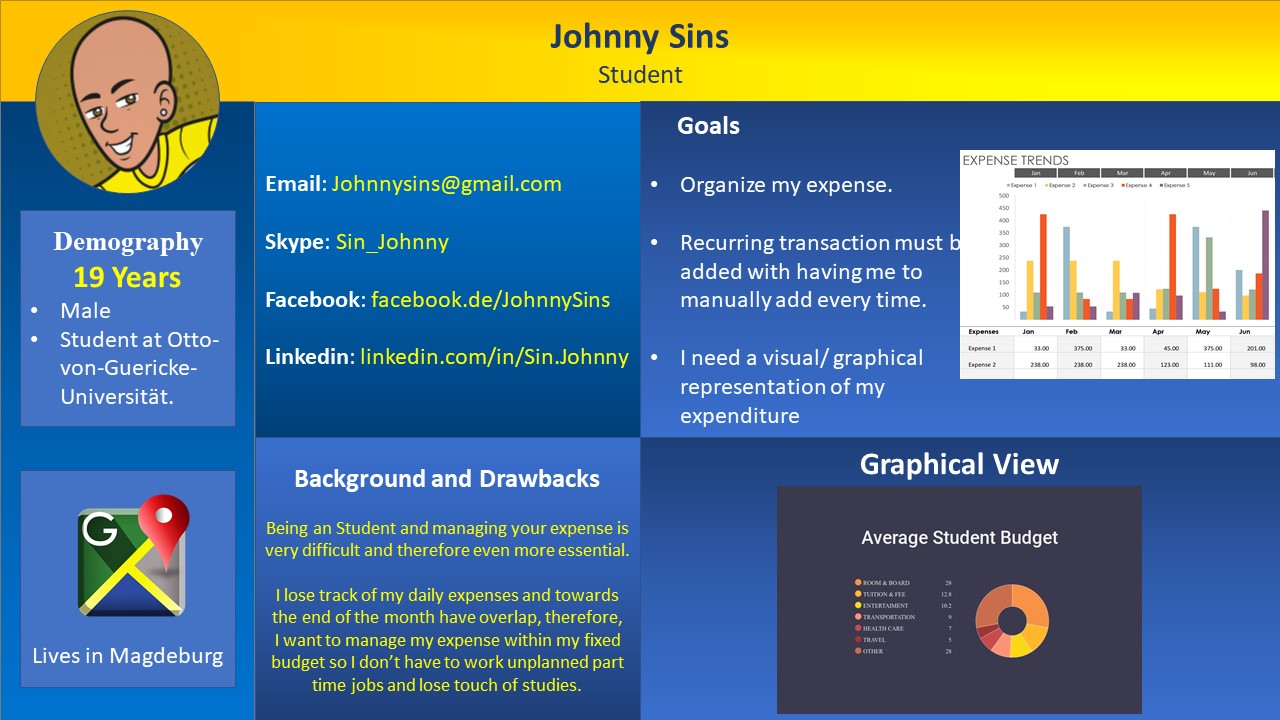 Johnny Sins
Student
Demography
19 Years
• Male
• Student at Otto-
von-Guericke-
Universität.
G
Lives in Magdeburg
Email: Johnnysins@gmail.com
Skype: Sin_Johnny
Facebook: facebook.de/JohnnySins
Linkedin: linkedin.com/in/Sin.Johnny
Background and Drawbacks
Being an Student and managing your expense is
very difficult and therefore even more essential.
I lose track of my daily expenses and towards
the end of the month have overlap, therefore,
I want to manage my expense within my fixed
budget so I don’t have to work unplanned part
time jobs and lose touch of studies.
Goals
• Organize my expense.
• Recurring transaction must b
added with having me to
manually add every time.
• I need a visual/ graphical
representation of my
expenditure
EXPENSE TRENDS
Jan Feb Mar Apr May Jun
Expense 1 Expense 2 Expense 3 Expense 4 Expense 5
500
450
400
350
300
250
200
150
100
50
Expenses Jan Feb Mar Apr May Jun
Expense 1 33.00 375.00 33.00 45.00 375.00 201.00
Expense 2 238.00 238.00 238.00 123.00 111.00 98.00
Graphical View
Average Student Budget
ROOM & BOARD 28
TUITION & FEE 12.8
ENTERTAIMENT 10.2
TRANSPORTATION 9
HEALTH CARE 7
TRAVEL 5
OTHER 28